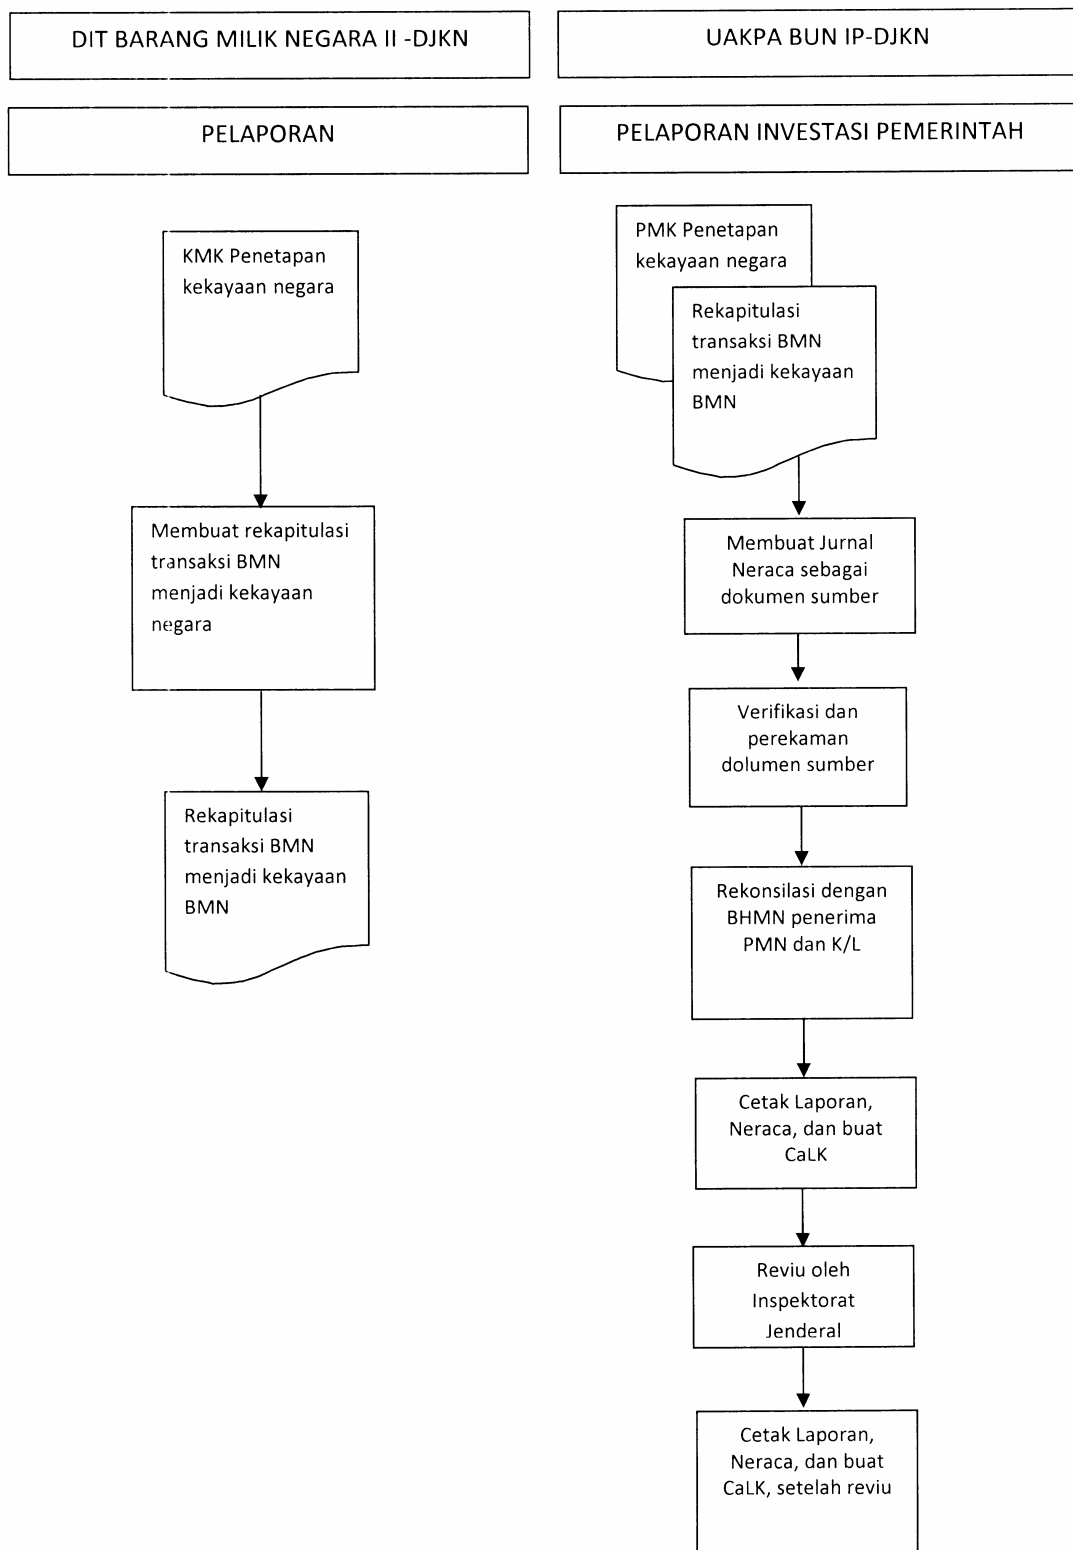 DIT BARANG MILIK NEGARA II -DJKN
UAKPA BUN IP-DJKN
PELAPORAN
PELAPORAN INVESTASI PEMERINTAH
KMK Penetapan
kekayaan negara
Membuat rekapitulasi
transaksi BMN
menjadi kekayaan
negara
Rekapitulasi
transaksi BMN
menjadi kekayaan
BMN
PMK Penetapan
kekayaan negara
Rekapitulasi
transaksi BMN
menjadi kekayaan
BMN
Membuat Jurnal
Neraca sebagai
dokumen sumber
Verifikasi dan
perekaman
dolumen sumber
Rekonsilasi dengan
BHMN penerima
PMN dan K/L
Cetak Laporan,
Neraca, dan buat
CaLK
Reviu oleh
Inspektorat
Jenderal
Cetak Laporan,
Neraca, dan buat
CaLK, setelah reviu